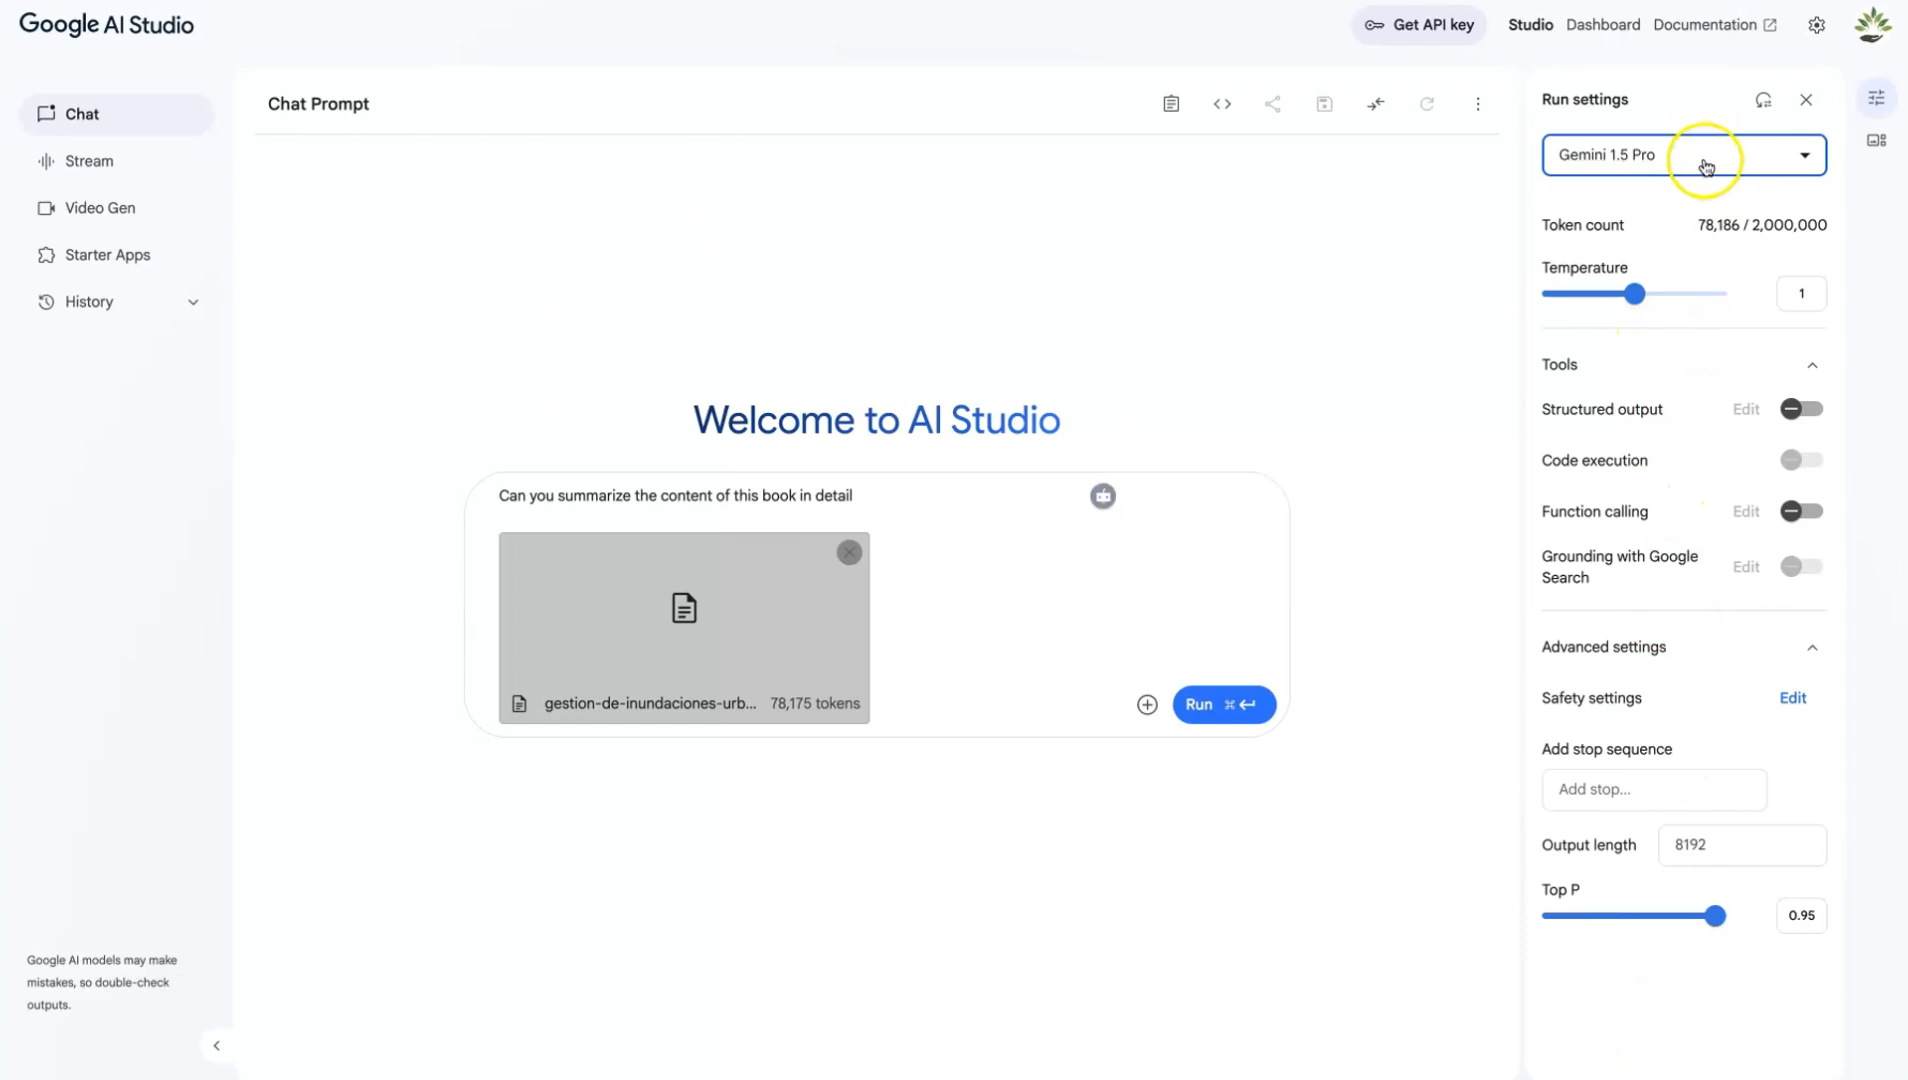 Google AI Studio
Get API key
Studio
Dashboard
Documentation
Chat
Stream
Video Gen
Starter Apps
History
Google AI models may make
mistakes, so double-check
outputs.
Chat Prompt
Welcome to AI Studio
Can you summarize the content of this book in detail
gestion-de-inundaciones-urb... 78,175 tokens
Run ⌘↵
Run settings
Gemini 1.5 Pro
Token count 78,186 / 2,000,000
Temperature
1
Tools
Structured output Edit
Code execution
Function calling Edit
Grounding with Google
Search
Edit
Advanced settings
Safety settings Edit
Add stop sequence
Add stop...
Output length 8192
Top P
0.95